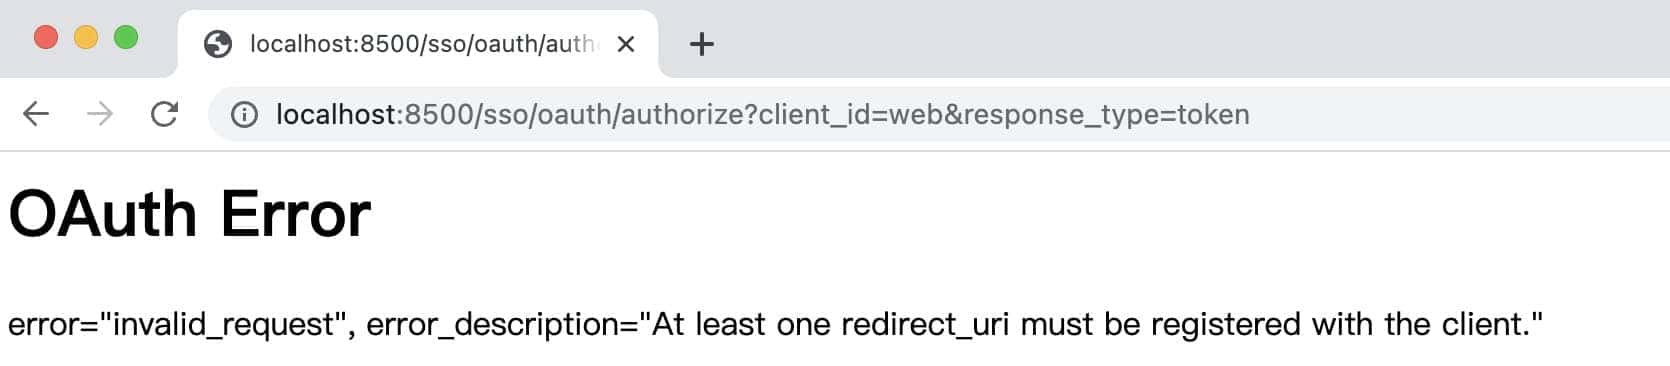 localhost:8500/sso/oauth/auth
localhost:8500/sso/oauth/authorize?client_id=web&response_type=token
OAuth Error
error="invalid_request", error_description="At least one redirect_uri must be registered with the client."